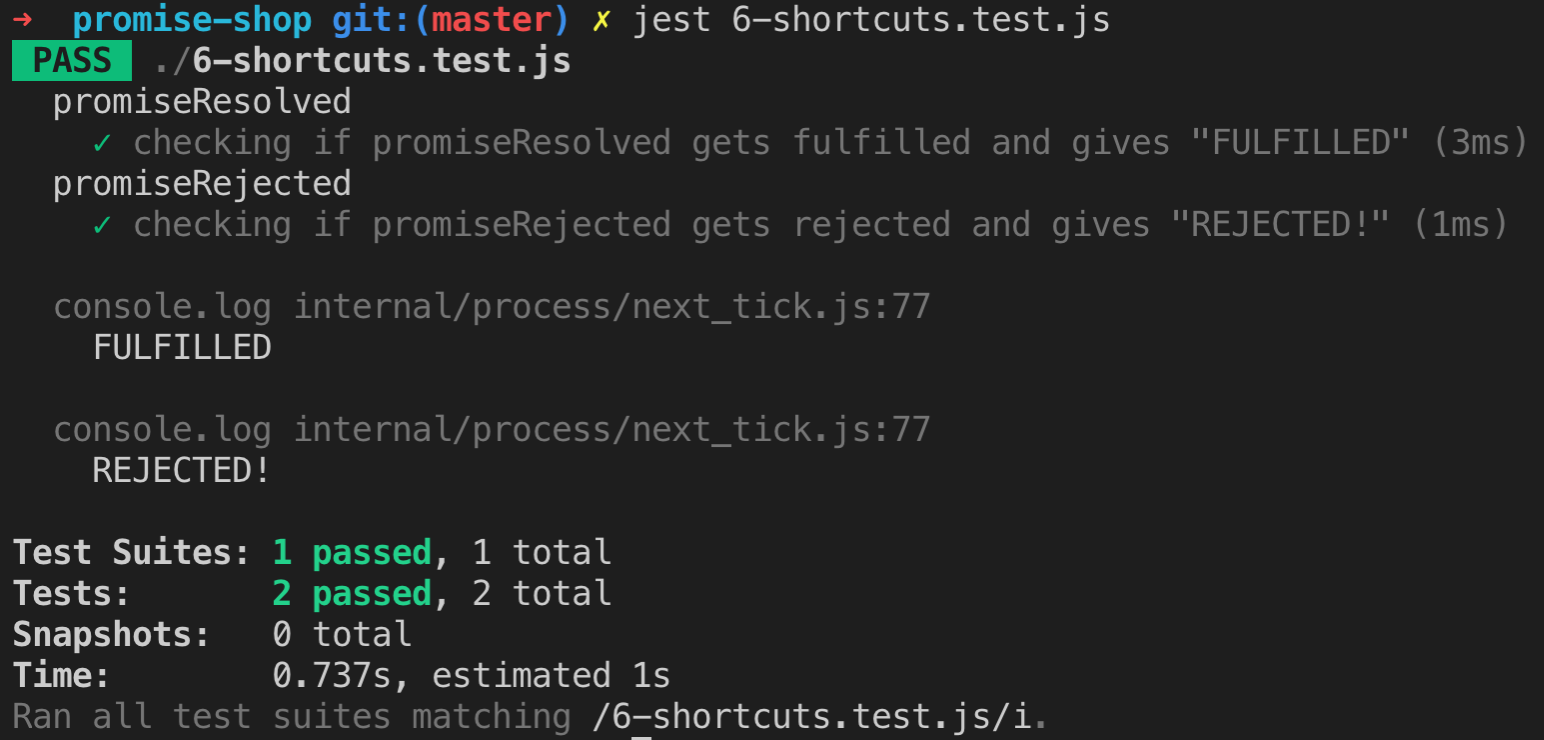 ➜  promise-shop git:(master) ✗ jest 6-shortcuts.test.js
 PASS  ./6-shortcuts.test.js
  promiseResolved
    ✓ checking if promiseResolved gets fulfilled and gives "FULFILLED" (3ms)
  promiseRejected
    ✓ checking if promiseRejected gets rejected and gives "REJECTED!" (1ms)

  console.log internal/process/next_tick.js:77
    FULFILLED

  console.log internal/process/next_tick.js:77
    REJECTED!

Test Suites: 1 passed, 1 total
Tests:       2 passed, 2 total
Snapshots:   0 total
Time:        0.737s, estimated 1s
Ran all test suites matching /6-shortcuts.test.js/i.